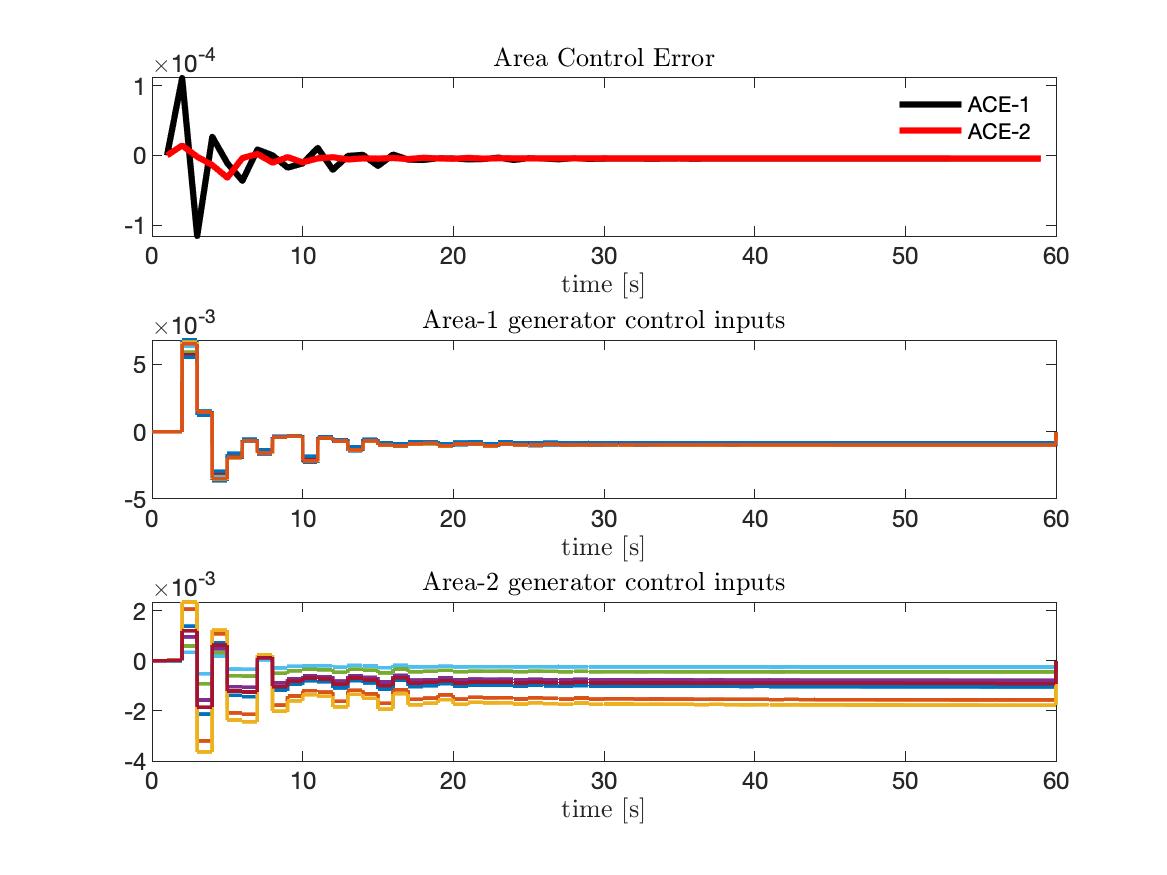 ×10⁻⁴
Area Control Error
1
0
-1
ACE-1
ACE-2
0 10 20 30 40 50 60
time [s]
×10⁻³
Area-1 generator control inputs
5
0
-5
0 10 20 30 40 50 60
time [s]
×10⁻³
Area-2 generator control inputs
2
0
-2
-4
0 10 20 30 40 50 60
time [s]